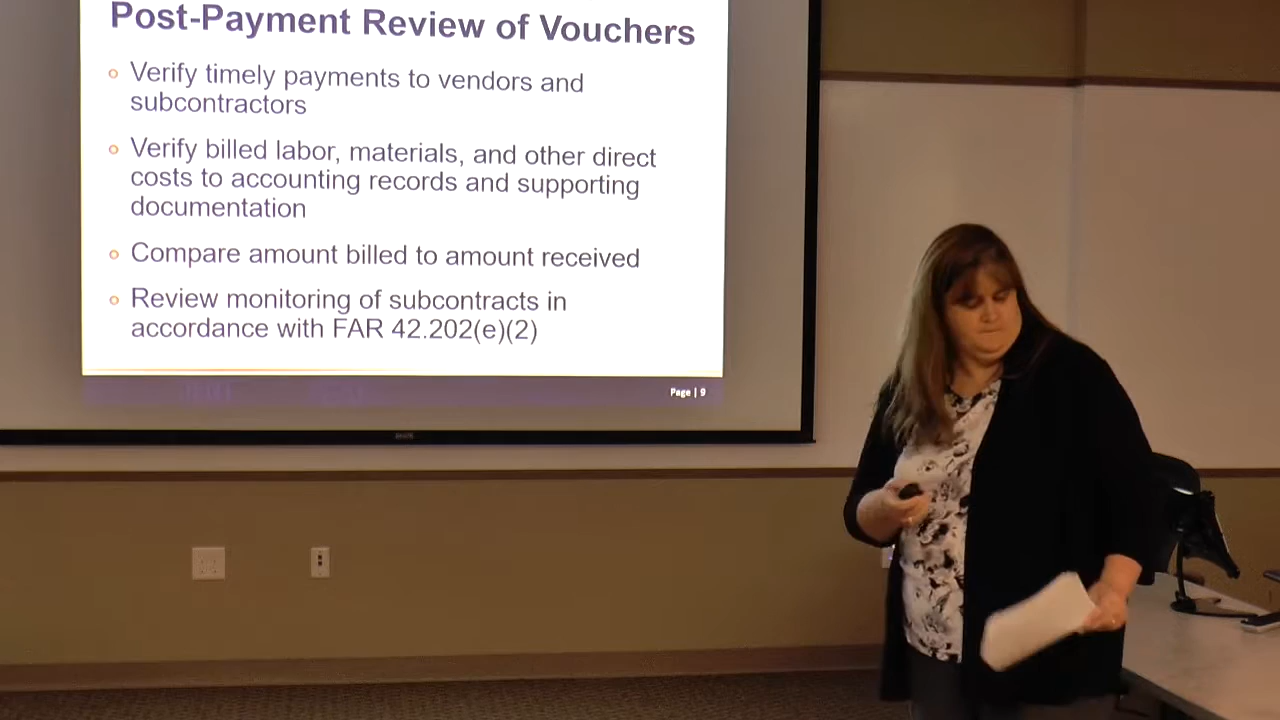 Post-Payment Review of Vouchers
Verify timely payments to vendors and
subcontractors
Verify billed labor, materials, and other direct
costs to accounting records and supporting
documentation
Compare amount billed to amount received
Review monitoring of subcontracts in
accordance with FAR 42.202(e)(2)
Page | 9